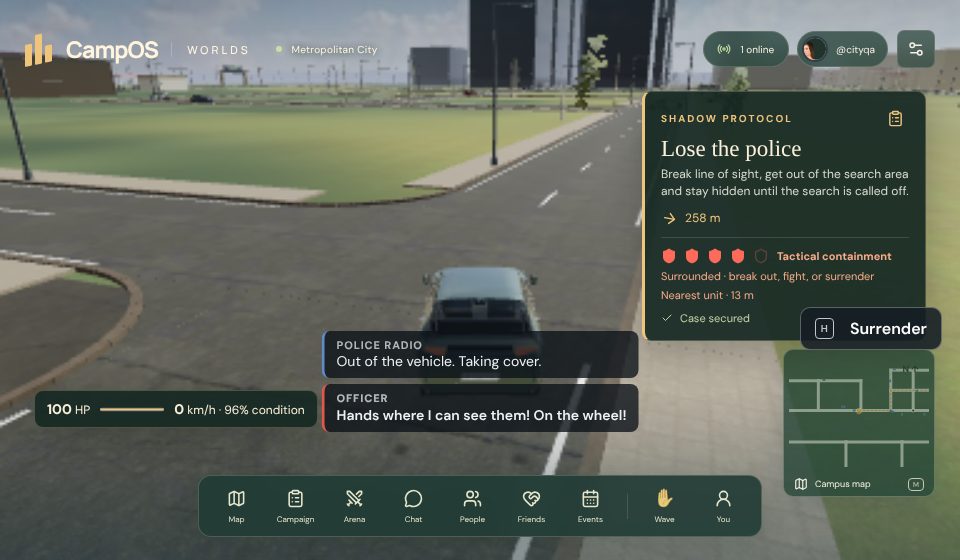 CampOS
WORLDS
Metropolitan City
1 online
@cityqa
SHADOW PROTOCOL
Lose the police
Break line of sight, get out of the search area
and stay hidden until the search is called off.
258 m
Tactical containment
Surrounded · break out, fight, or surrender
Nearest unit · 13 m
Case secured
H Surrender
POLICE RADIO
Out of the vehicle. Taking cover.
OFFICER
Hands where I can see them! On the wheel!
100 HP 0 km/h · 96% condition
Campus map M
Map Campaign Arena Chat People Friends Events Wave You